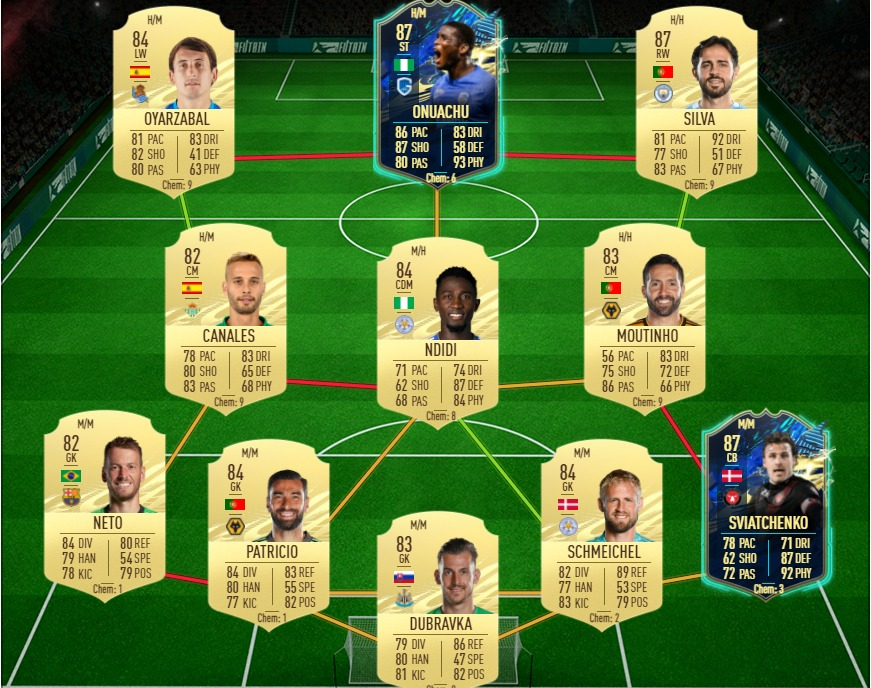 FUTBIN
FUTBIN
FUTBIN
H/M
84
LW
OYARZABAL
81 PAC 83 DRI
82 SHO 41 DEF
80 PAS 63 PHY
Chem: 9
H/M
87
ST
ONUACHU
86 PAC 83 DRI
87 SHO 58 DEF
80 PAS 93 PHY
Chem: 6
H/H
87
RW
SILVA
81 PAC 92 DRI
77 SHO 51 DEF
83 PAS 67 PHY
Chem: 9
H/M
82
CM
CANALES
78 PAC 83 DRI
80 SHO 65 DEF
83 PAS 68 PHY
Chem: 9
M/H
84
CDM
NDIDI
71 PAC 74 DRI
62 SHO 87 DEF
68 PAS 84 PHY
Chem: 8
H/H
83
CM
MOUTINHO
56 PAC 83 DRI
75 SHO 72 DEF
86 PAS 66 PHY
Chem: 9
M/M
82
GK
NETO
84 DIV 80 REF
79 HAN 54 SPE
78 KIC 79 POS
Chem: 1
M/M
84
GK
PATRICIO
84 DIV 83 REF
80 HAN 55 SPE
77 KIC 82 POS
Chem: 1
M/M
83
GK
DUBRAVKA
79 DIV 86 REF
80 HAN 47 SPE
81 KIC 82 POS
M/M
84
GK
SCHMEICHEL
82 DIV 89 REF
77 HAN 53 SPE
83 KIC 79 POS
Chem: 2
M/M
87
CB
SVIATCHENKO
78 PAC 71 DRI
62 SHO 87 DEF
72 PAS 92 PHY
Chem: 3